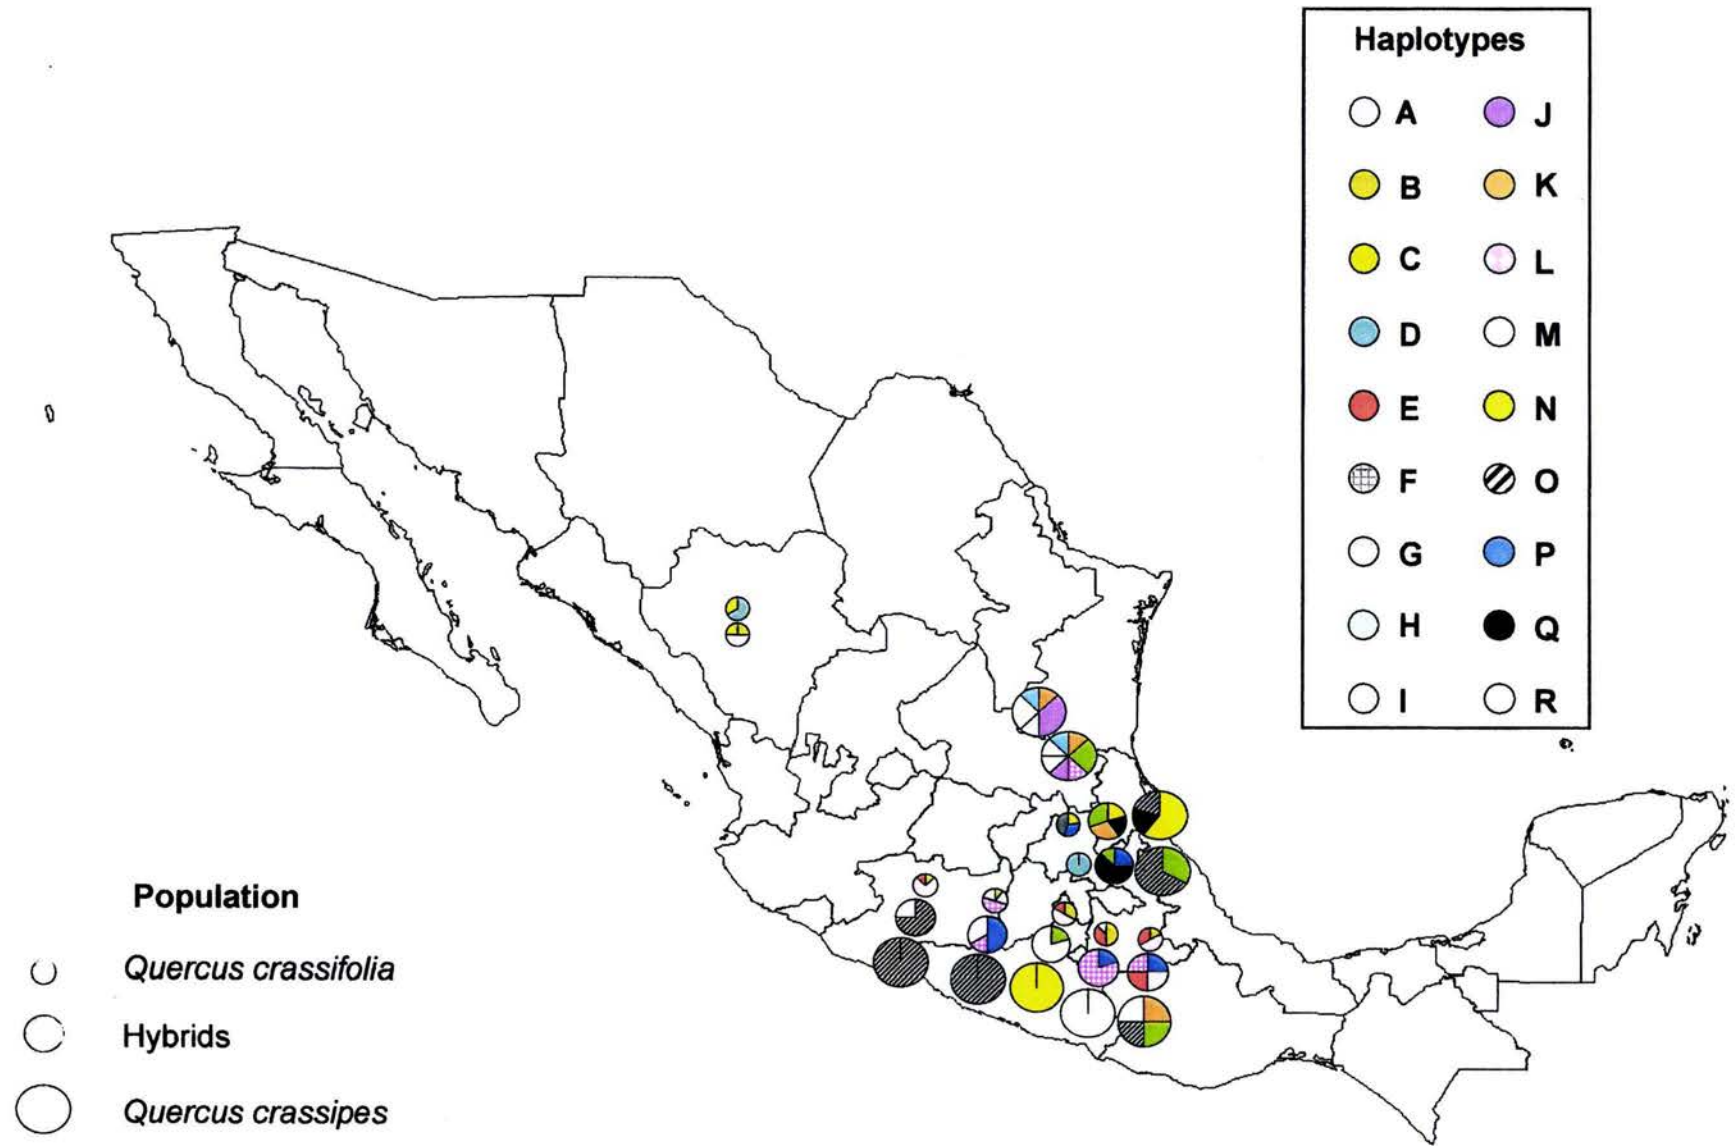 Haplotypes
A J
B K
C L
D M
E N
F O
G P
H Q
I R
Population
Quercus crassifolia
Hybrids
Quercus crassipes